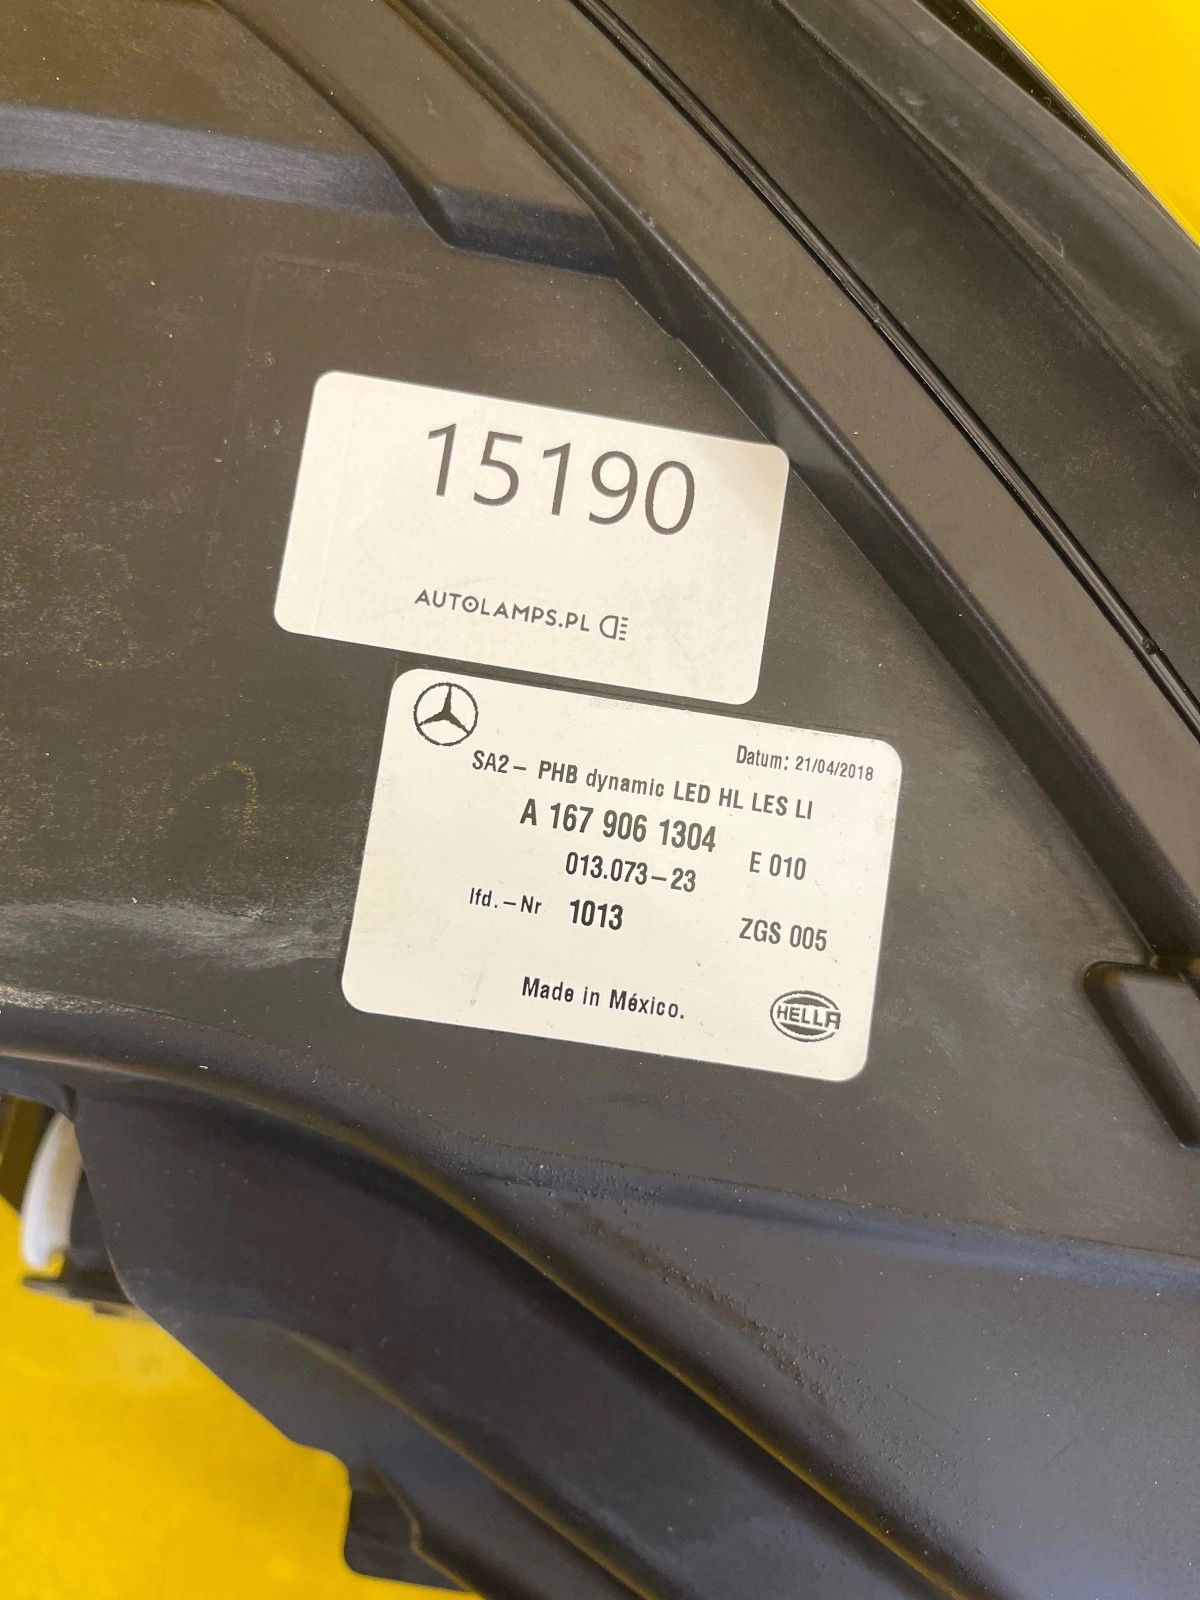 15190
AUTOLAMPS.PL
Datum: 21/04/2018
SA2- PHB dynamic LED HL LES LI
A 167 906 1304 E 010
013.073-23
lfd.-Nr 1013 ZGS 005
Made in México.
HELLA